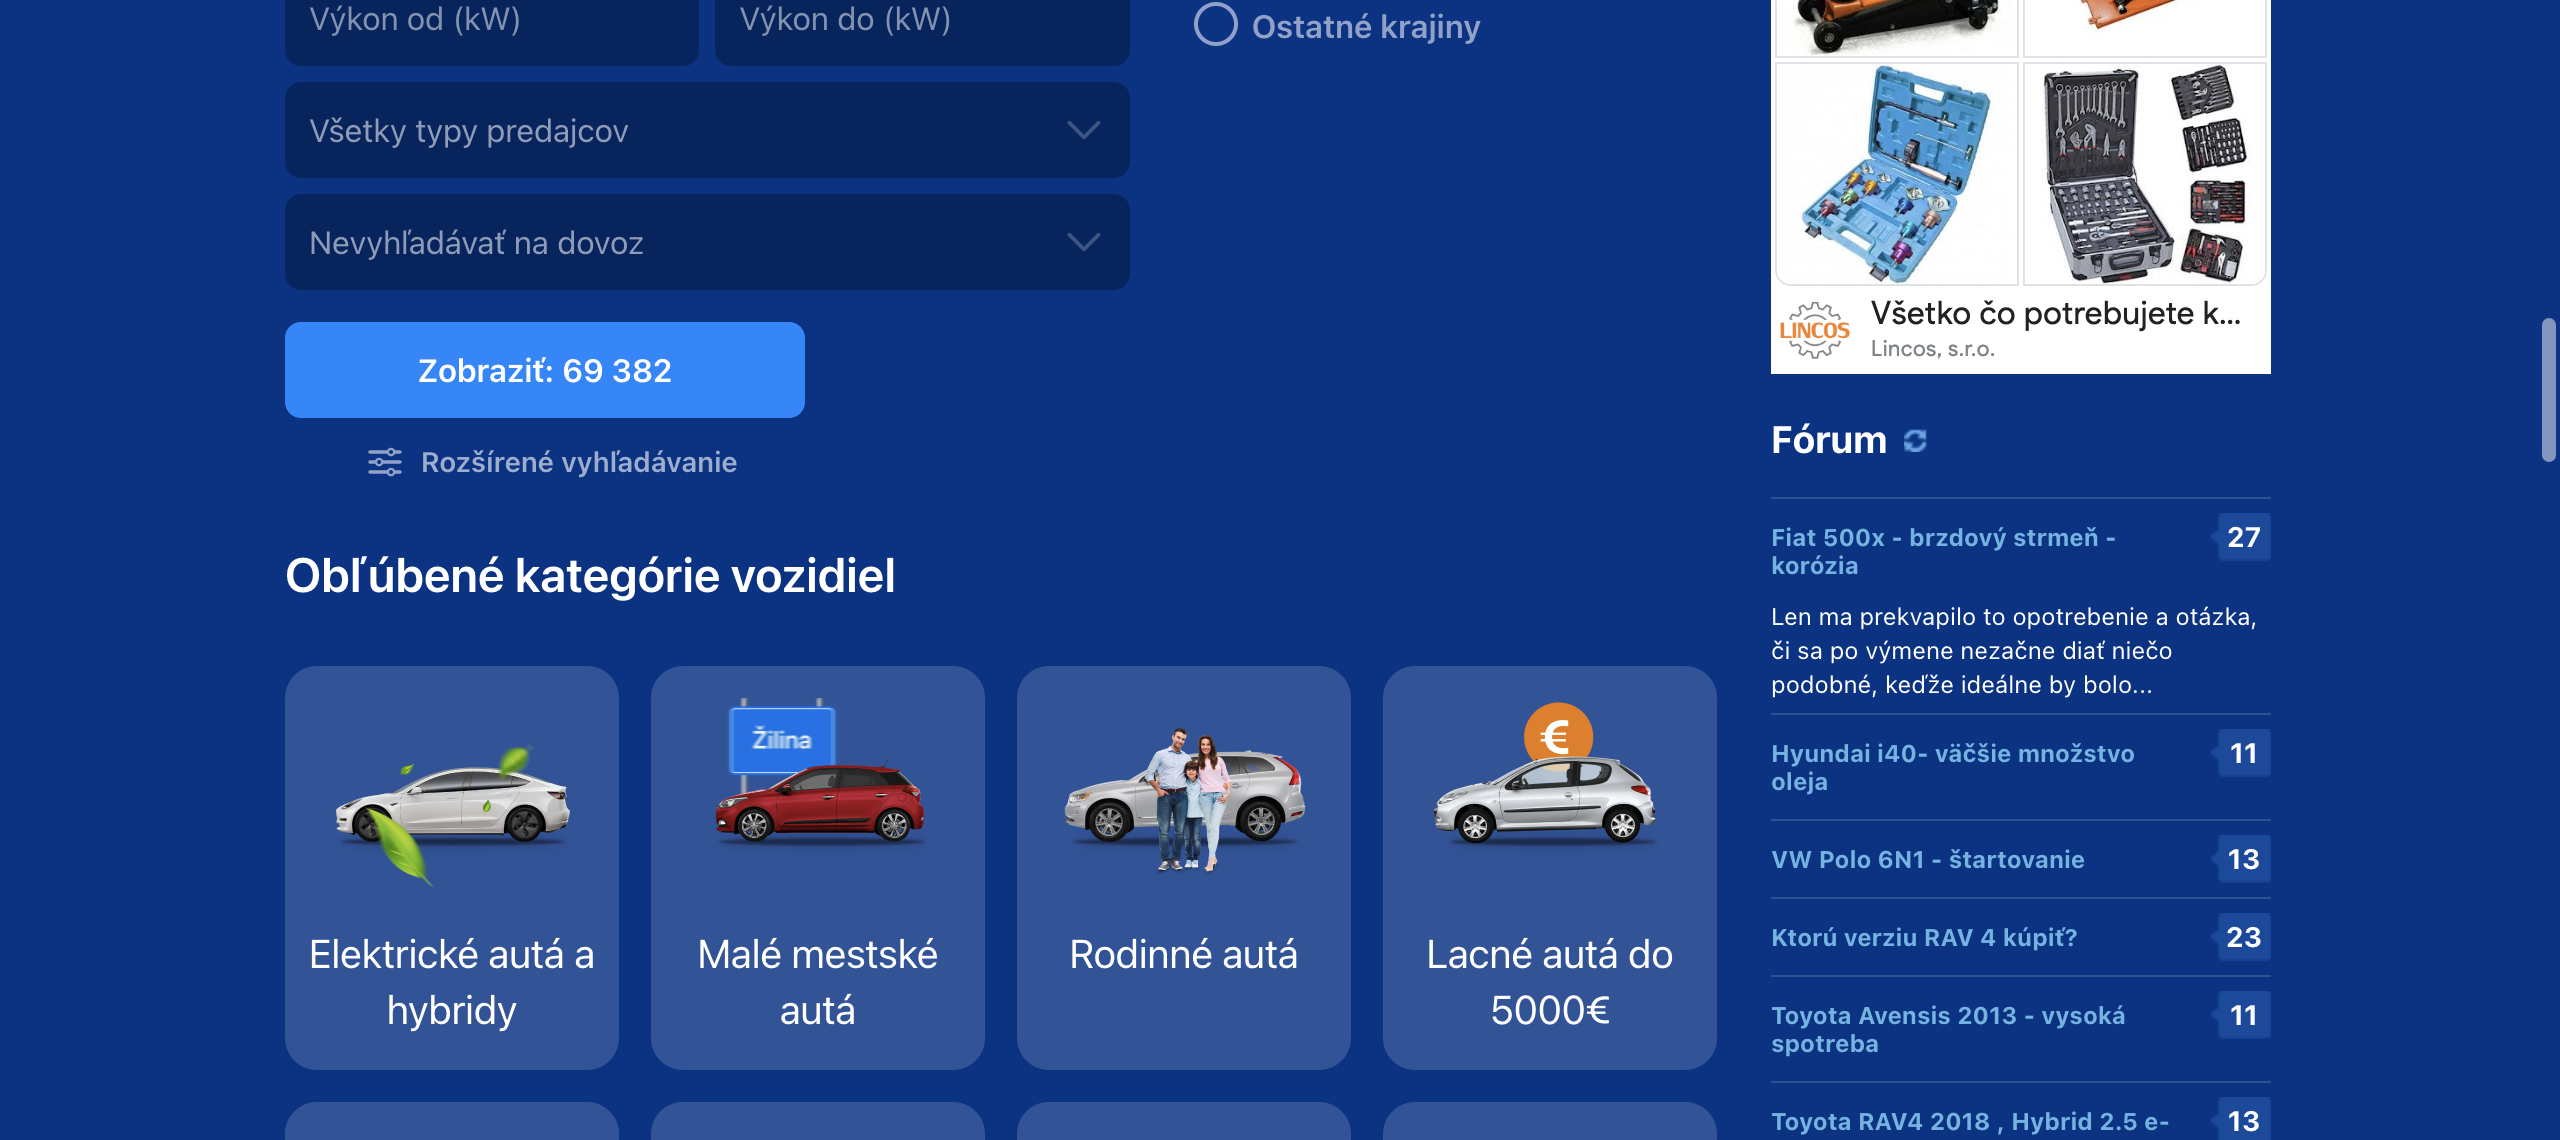 Výkon od (kW)
Výkon do (kW)
Ostatné krajiny
Všetky typy predajcov
Nevyhľadávať na dovoz
Zobraziť: 69 382
Rozšírené vyhľadávanie
Obľúbené kategórie vozidiel
Elektrické autá a
hybridy
Žilina
Malé mestské
autá
Rodinné autá
€
Lacné autá do
5000€
LINCOS
Všetko čo potrebujete k...
Lincos, s.r.o.
Fórum
Fiat 500x - brzdový strmeň -
korózia
27
Len ma prekvapilo to opotrebenie a otázka,
či sa po výmene nezačne diať niečo
podobné, keďže ideálne by bolo...
Hyundai i40- väčšie množstvo
oleja
11
VW Polo 6N1 - štartovanie
13
Ktorú verziu RAV 4 kúpiť?
23
Toyota Avensis 2013 - vysoká
spotreba
11
Toyota RAV4 2018 , Hybrid 2.5 e-
13